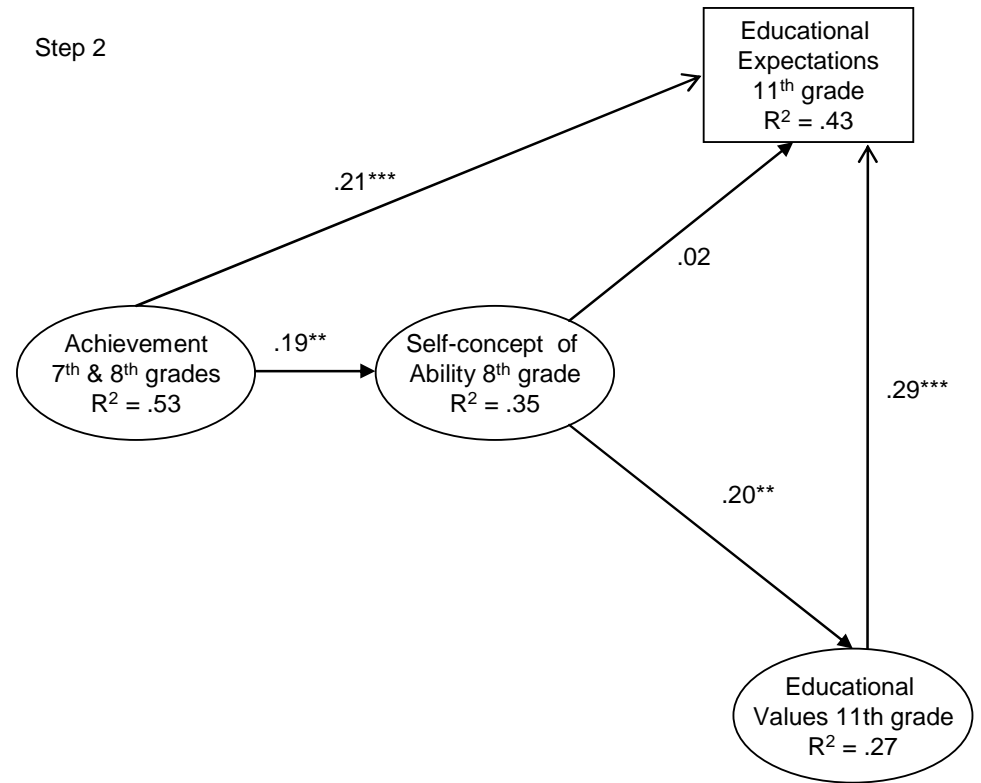 Step 2
Educational
Expectations
11th grade
R2 = .43
.21***
.02
Achievement
7th & 8th grades
R2 = .53
.19**
Self-concept of
Ability 8th grade
R2 = .35
.29***
.20**
Educational
Values 11th grade
R2 = .27